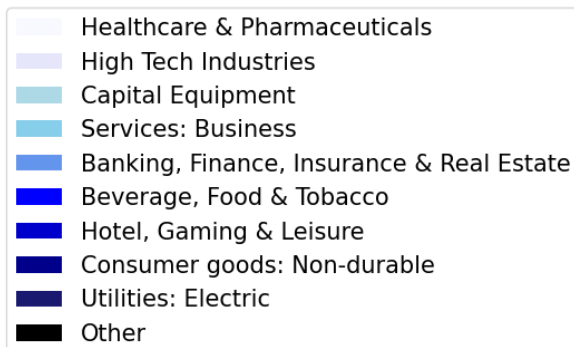 Healthcare & Pharmaceuticals
High Tech Industries
Capital Equipment
Services: Business
Banking, Finance, Insurance & Real Estate
Beverage, Food & Tobacco
Hotel, Gaming & Leisure
Consumer goods: Non-durable
Utilities: Electric
Other